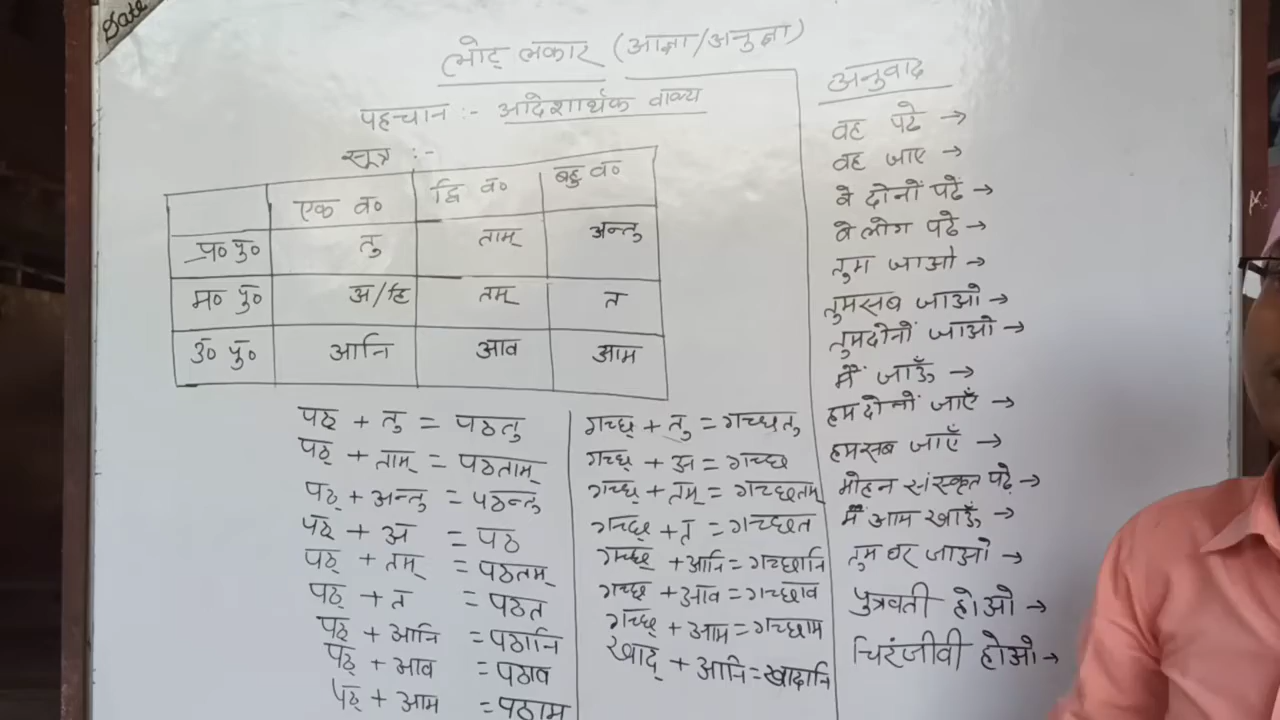 Date
लोट् लकार (आज्ञा/अनुज्ञा)
पहचान :- आदेशार्थक वाक्य
सूत्र :-
एक व० द्वि व० बहु व०
प्र० पु० तु ताम् अन्तु
म० पु० अ/हि तम् त
उ० पु० आनि आव आम
पठ् + तु = पठतु
पठ् + ताम् = पठताम्
पठ् + अन्तु = पठन्तु
पठ् + अ = पठ
पठ् + तम् = पठतम्
पठ् + त = पठत
पठ् + आनि = पठानि
पठ् + आव = पठाव
पठ् + आम = पठाम
गच्छ् + तु = गच्छतु
गच्छ् + अ = गच्छ
गच्छ् + तम् = गच्छतम्
गच्छ् + त = गच्छत
गच्छ् + आनि = गच्छानि
गच्छ + आव = गच्छाव
गच्छ् + आम = गच्छाम
खाद् + आनि = खादानि
अनुवाद
वह पढे →
वह जाए →
वे दोनों पढें →
वे लोग पढे →
तुम जाओ →
तुमसब जाओ →
तुमदोनों जाओ →
मैं जाऊँ →
हमदोनों जाएँ →
हमसब जाएँ →
मोहन संस्कृत पढ़े →
मैं आम खाऊँ →
तुम घर जाओ →
पुत्रवती होओ →
चिरंजीवी होओ →